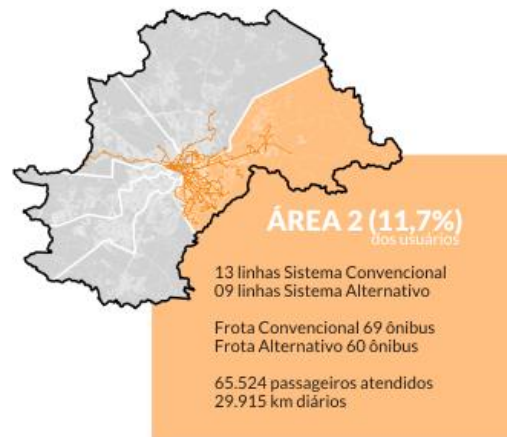 ÁREA 2 (11,7%)
dos usuários
13 linhas Sistema Convencional
09 linhas Sistema Alternativo
Frota Convencional 69 ônibus
Frota Alternativo 60 ônibus
65.524 passageiros atendidos
29.915 km diários